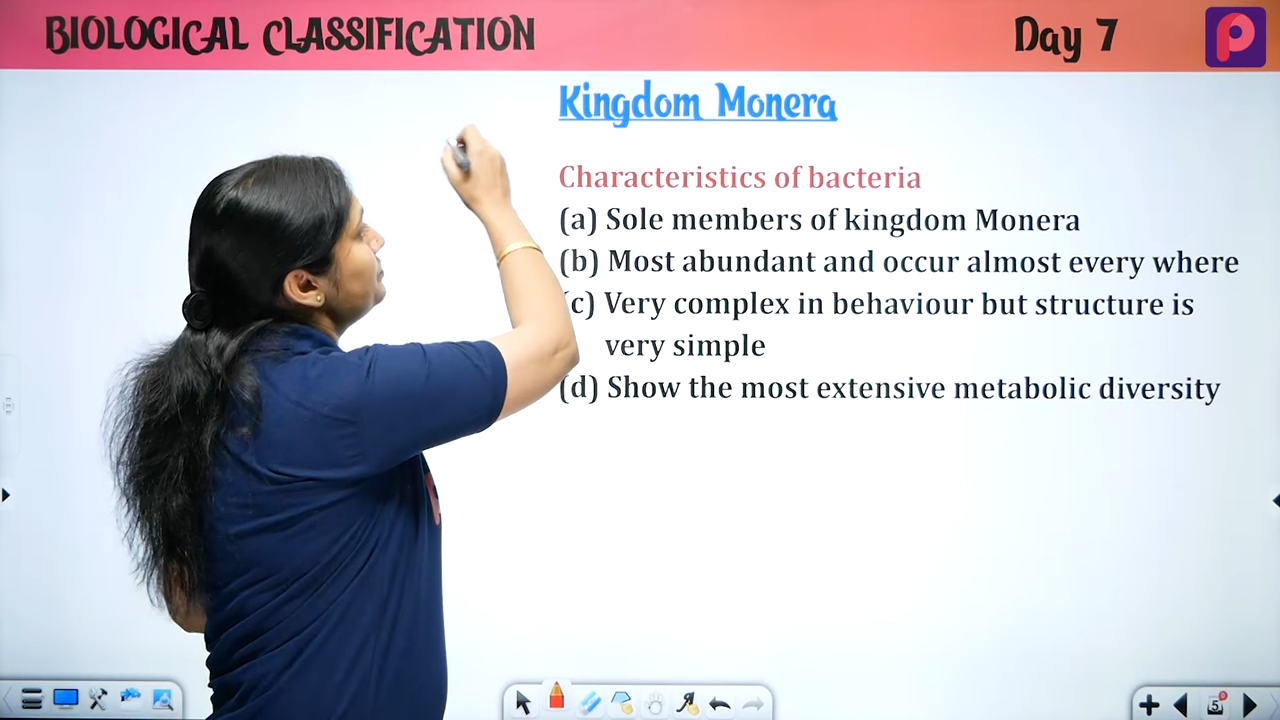 BIOLOGICAL CLASSIFICATION Day 7 P
Kingdom Monera
Characteristics of bacteria
(a) Sole members of kingdom Monera
(b) Most abundant and occur almost every where
(c) Very complex in behaviour but structure is
very simple
(d) Show the most extensive metabolic diversity
5